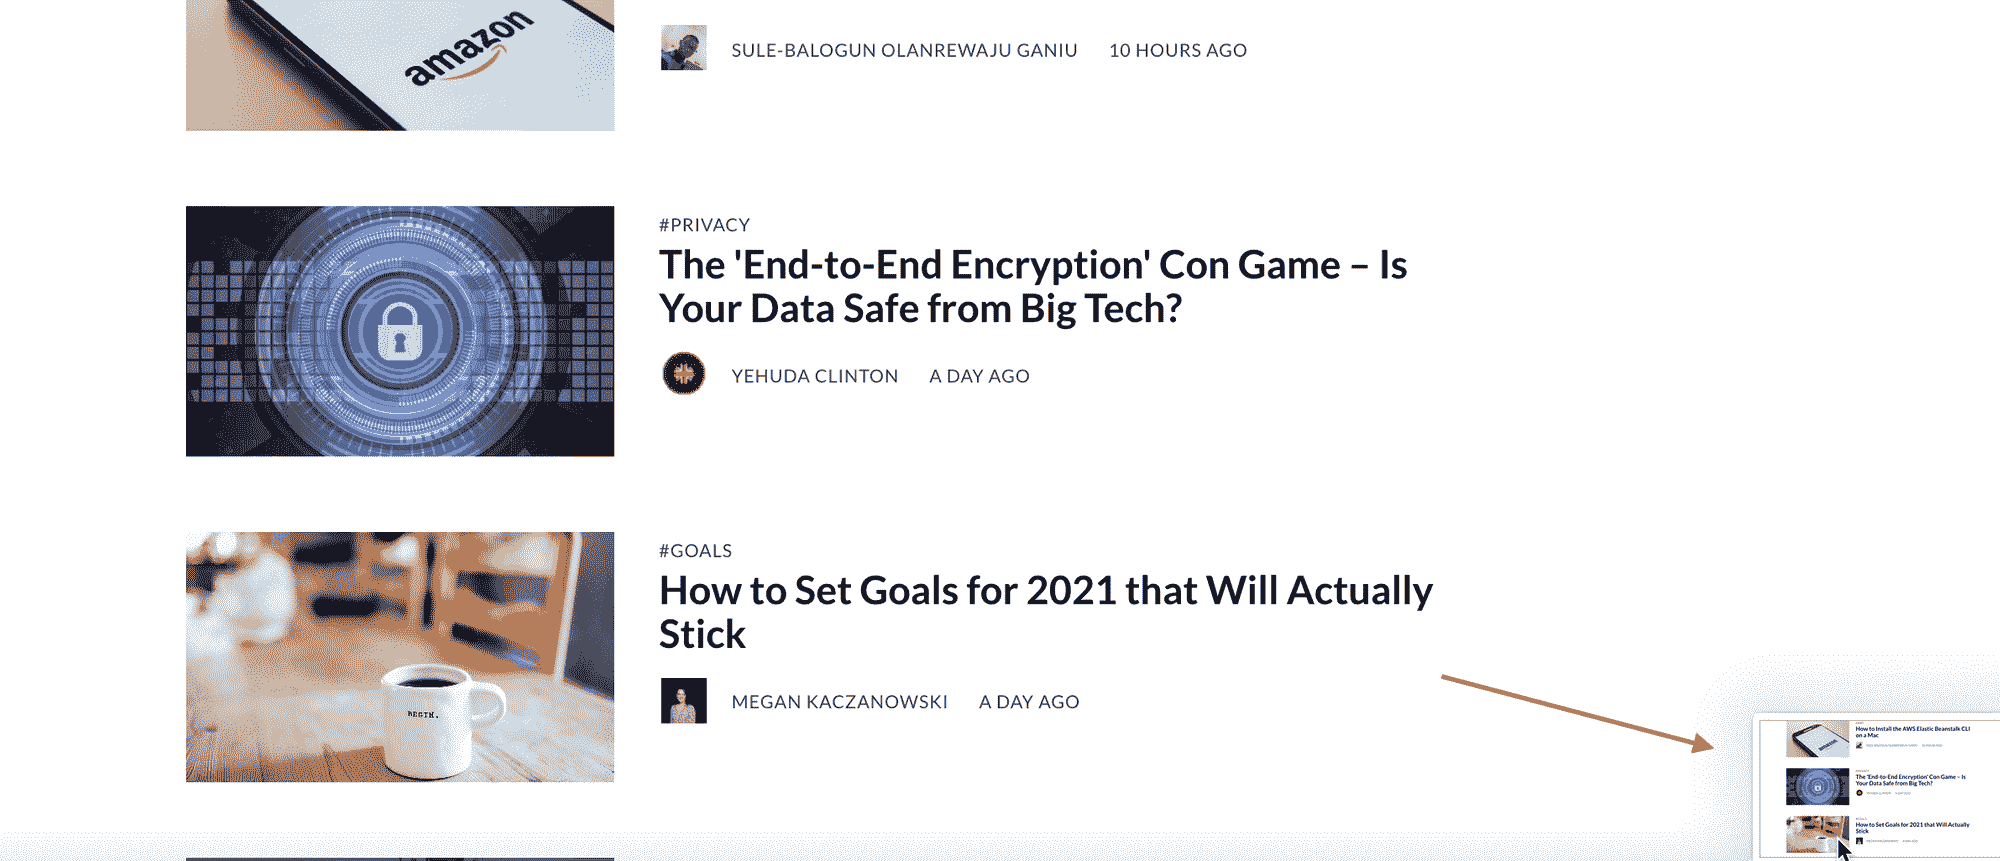 amazon
SULE-BALOGUN OLANREWAJU GANIU 10 HOURS AGO
#PRIVACY
The 'End-to-End Encryption' Con Game – Is
Your Data Safe from Big Tech?
YEHUDA CLINTON A DAY AGO
#GOALS
How to Set Goals for 2021 that Will Actually
Stick
BEGIN.
MEGAN KACZANOWSKI A DAY AGO
How to Install the AWS Elastic Beanstalk CLI
on a Mac
The 'End-to-End Encryption' Con Game – Is
Your Data Safe from Big Tech?
How to Set Goals for 2021 that Will Actually
Stick